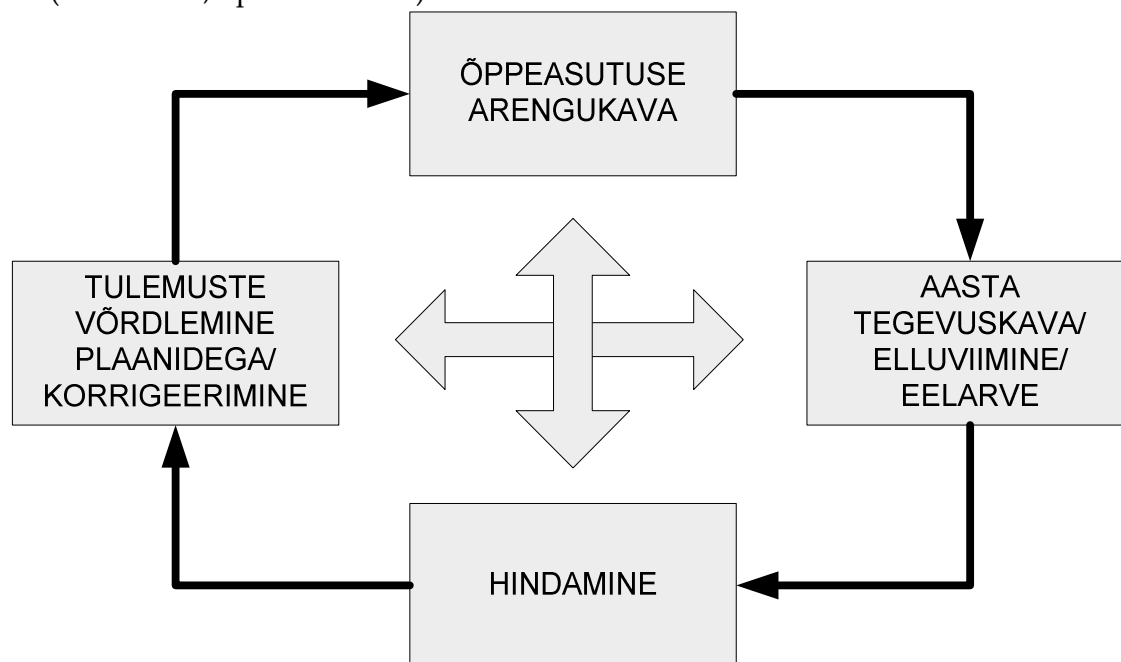 ÕPPEASUTUSE
ARENGUKAVA
TULEMUSTE
VÕRDLEMINE
PLAANIDEGA/
KORRIGEERIMINE
AASTA
TEGEVUSKAVA/
ELLUVIIMINE/
EELARVE
HINDAMINE